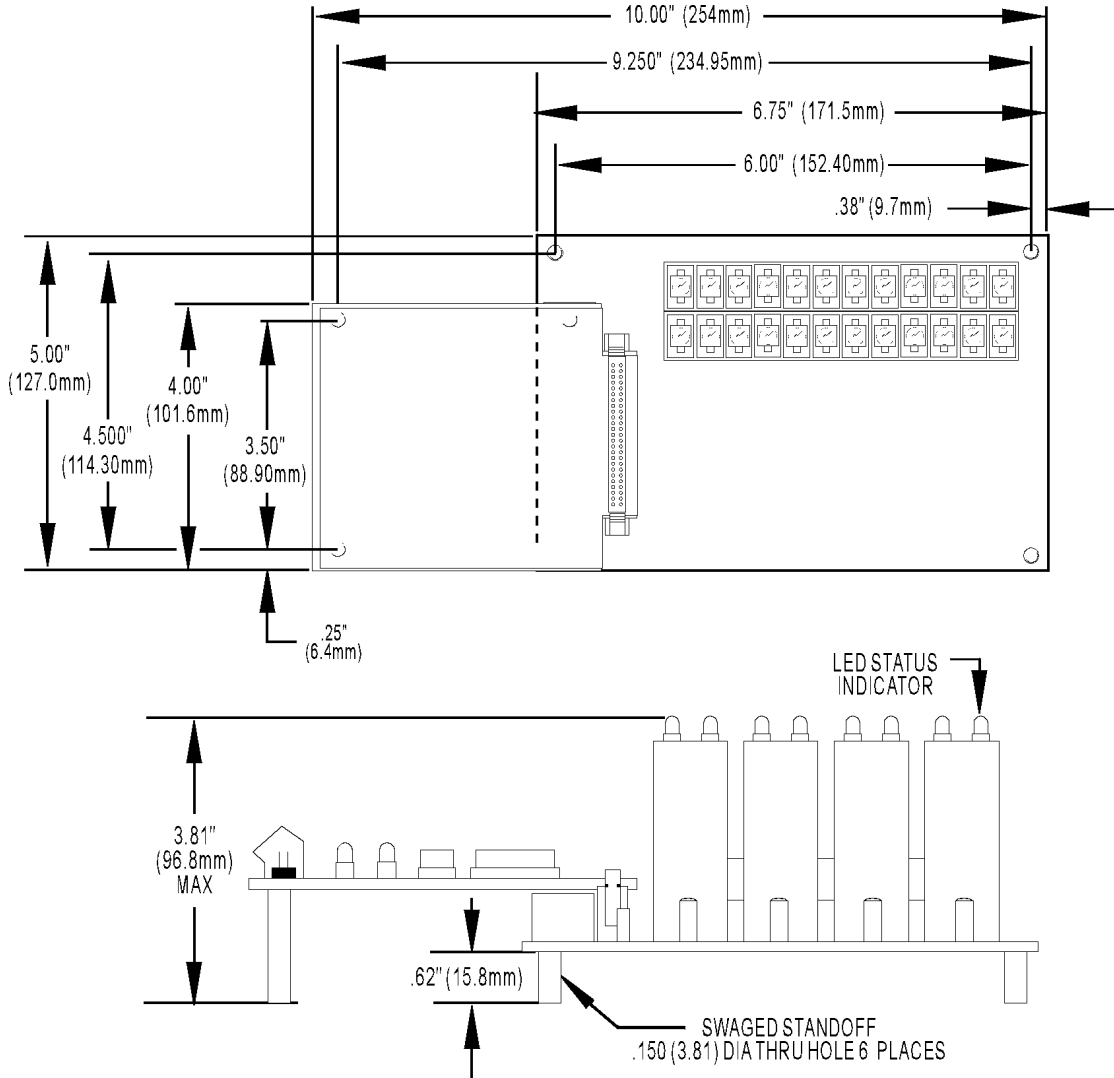 10.00" (254mm)
9.250" (234.95mm)
6.75" (171.5mm)
6.00" (152.40mm)
.38" (9.7mm)
5.00"
(127.0mm)
4.500"
(114.30mm)
4.00"
(101.6mm)
3.50"
(88.90mm)
.25"
(6.4mm)
LED STATUS
INDICATOR
3.81"
(96.8mm)
MAX
.62" (15.8mm)
SWAGED STANDOFF
.150 (3.81) DIA THRU HOLE 6 PLACES